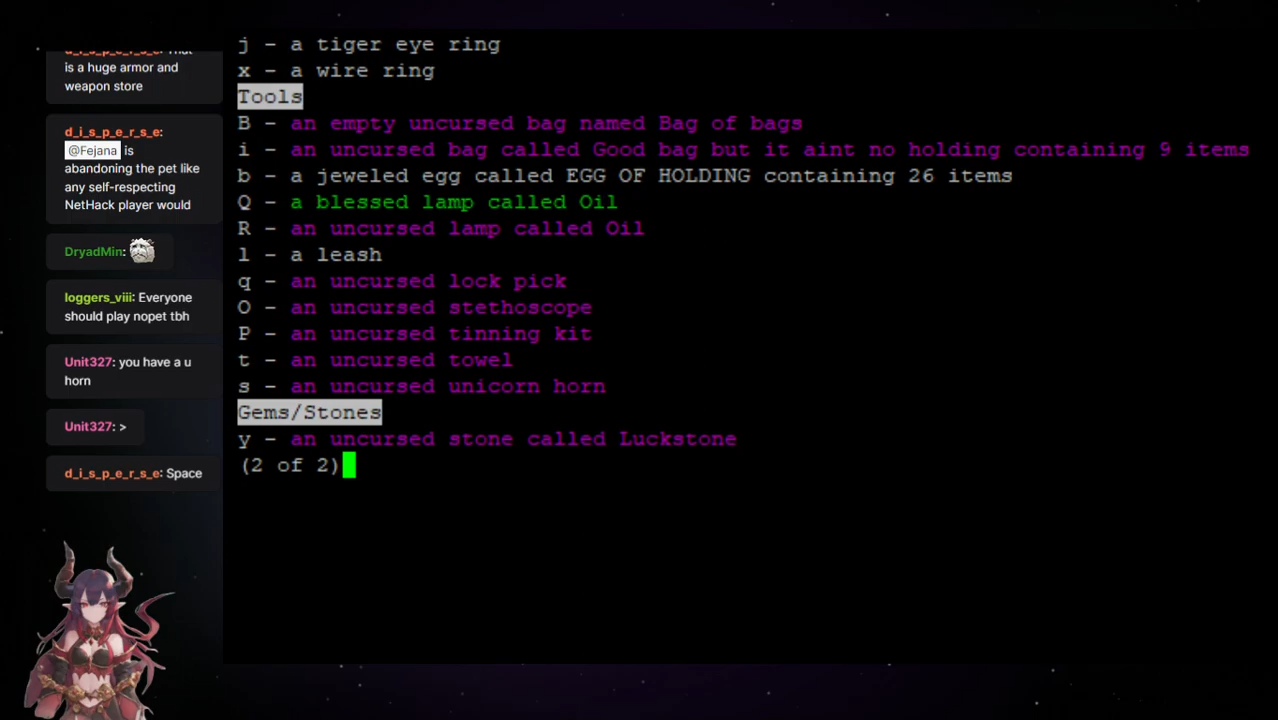 d_i_s_p_e_r_s_e: That
is a huge armor and
weapon store
d_i_s_p_e_r_s_e:
@Fejana is
abandoning the pet like
any self-respecting
NetHack player would
DryadMin:
loggers_viii: Everyone
should play nopet tbh
Unit327: you have a u
horn
Unit327: >
d_i_s_p_e_r_s_e: Space
j - a tiger eye ring
x - a wire ring
Tools
B - an empty uncursed bag named Bag of bags
i - an uncursed bag called Good bag but it aint no holding containing 9 items
b - a jeweled egg called EGG OF HOLDING containing 26 items
Q - a blessed lamp called Oil
R - an uncursed lamp called Oil
l - a leash
q - an uncursed lock pick
O - an uncursed stethoscope
P - an uncursed tinning kit
t - an uncursed towel
s - an uncursed unicorn horn
Gems/Stones
y - an uncursed stone called Luckstone
(2 of 2)